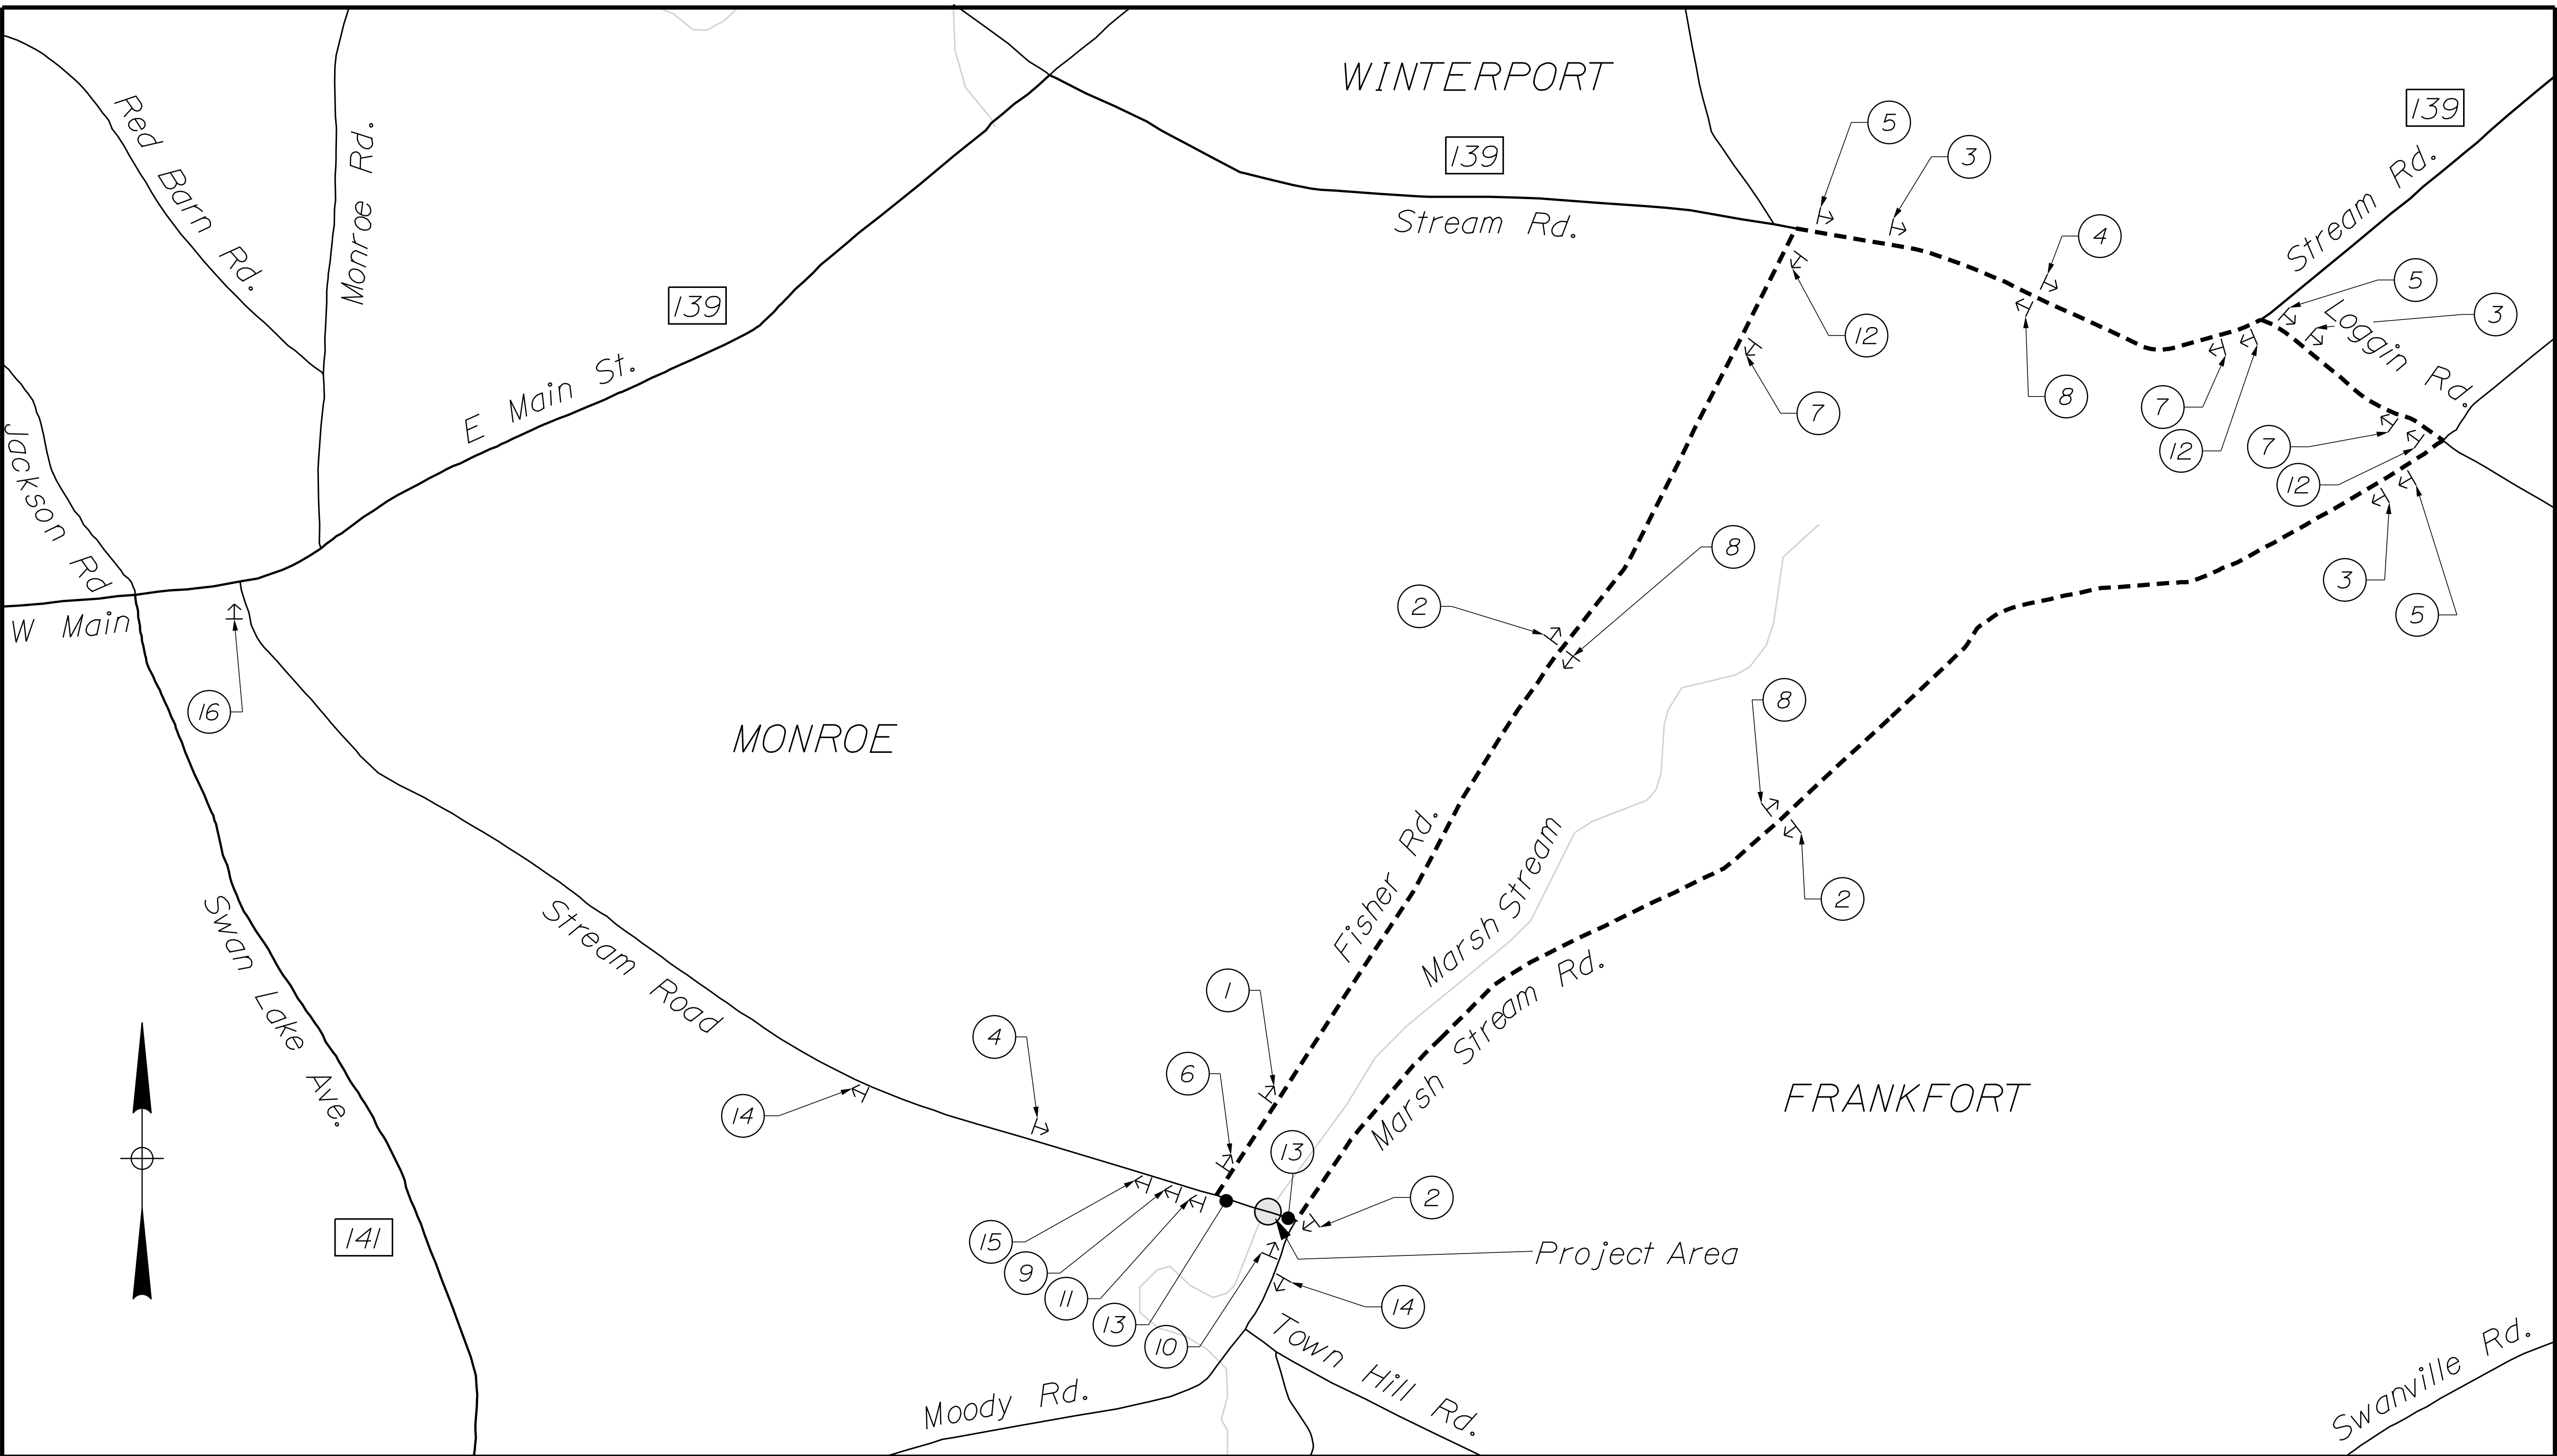 WINTERPORT
139
5
3
139
Stream Rd.
139
Stream Rd.
4
5
3
Loggin Rd.
12
7
8
7
12
7
12
3
5
Red Barn Rd.
Monroe Rd.
139
E Main St.
Jackson Rd
W Main
16
2
8
MONROE
8
2
Fisher Rd.
Marsh Stream
Swan Lake Ave.
Stream Road
Marsh Stream Rd.
1
4
6
14
13
FRANKFORT
2
141
15
9
11
13
10
Project Area
14
Town Hill Rd.
Moody Rd.
Swanville Rd.